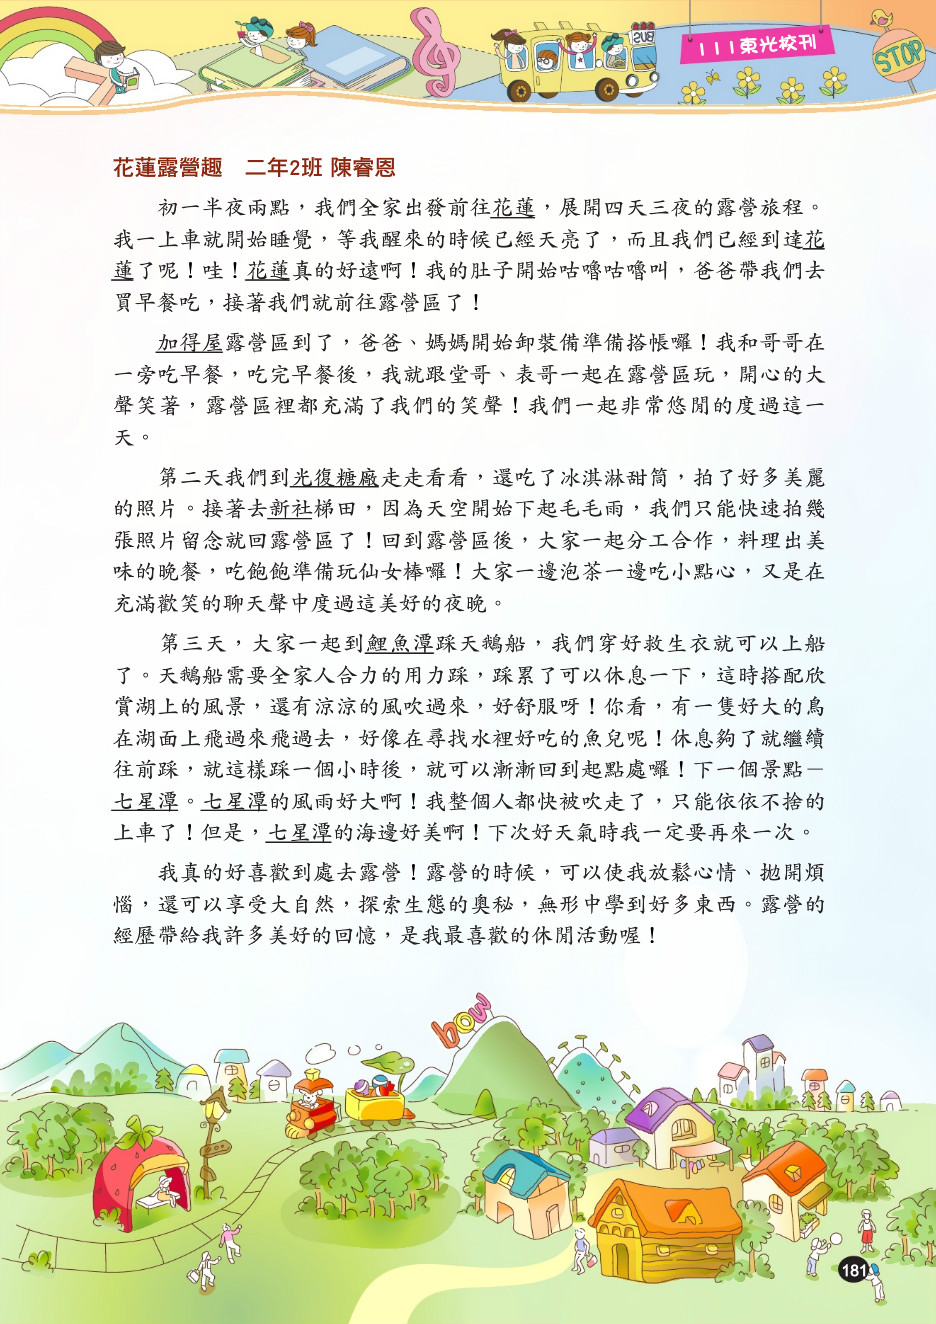 SUB
111東光校刊
STOP
花蓮露營趣　二年2班 陳睿恩
初一半夜兩點，我們全家出發前往花蓮，展開四天三夜的露營旅程。
我一上車就開始睡覺，等我醒來的時候已經天亮了，而且我們已經到達花
蓮了呢！哇！花蓮真的好遠啊！我的肚子開始咕嚕咕嚕叫，爸爸帶我們去
買早餐吃，接著我們就前往露營區了！
加得屋露營區到了，爸爸、媽媽開始卸裝備準備搭帳囉！我和哥哥在
一旁吃早餐，吃完早餐後，我就跟堂哥、表哥一起在露營區玩，開心的大
聲笑著，露營區裡都充滿了我們的笑聲！我們一起非常悠閒的度過這一
天。
第二天我們到光復糖廠走走看看，還吃了冰淇淋甜筒，拍了好多美麗
的照片。接著去新社梯田，因為天空開始下起毛毛雨，我們只能快速拍幾
張照片留念就回露營區了！回到露營區後，大家一起分工合作，料理出美
味的晚餐，吃飽飽準備玩仙女棒囉！大家一邊泡茶一邊吃小點心，又是在
充滿歡笑的聊天聲中度過這美好的夜晚。
第三天，大家一起到鯉魚潭踩天鵝船，我們穿好救生衣就可以上船
了。天鵝船需要全家人合力的用力踩，踩累了可以休息一下，這時搭配欣
賞湖上的風景，還有涼涼的風吹過來，好舒服呀！你看，有一隻好大的鳥
在湖面上飛過來飛過去，好像在尋找水裡好吃的魚兒呢！休息夠了就繼續
往前踩，就這樣踩一個小時後，就可以漸漸回到起點處囉！下一個景點－
七星潭。七星潭的風雨好大啊！我整個人都快被吹走了，只能依依不捨的
上車了！但是，七星潭的海邊好美啊！下次好天氣時我一定要再來一次。
我真的好喜歡到處去露營！露營的時候，可以使我放鬆心情、拋開煩
惱，還可以享受大自然，探索生態的奧秘，無形中學到好多東西。露營的
經歷帶給我許多美好的回憶，是我最喜歡的休閒活動喔！
bow
181